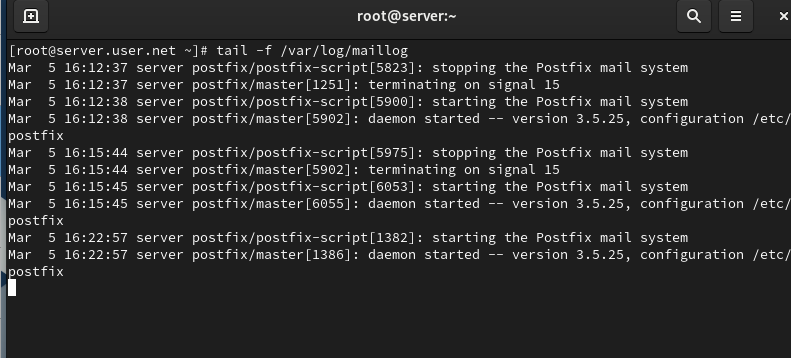 root@server:~
[root@server.user.net ~]# tail -f /var/log/maillog
Mar  5 16:12:37 server postfix/postfix-script[5823]: stopping the Postfix mail system
Mar  5 16:12:37 server postfix/master[1251]: terminating on signal 15
Mar  5 16:12:38 server postfix/postfix-script[5900]: starting the Postfix mail system
Mar  5 16:12:38 server postfix/master[5902]: daemon started -- version 3.5.25, configuration /etc/
postfix
Mar  5 16:15:44 server postfix/postfix-script[5975]: stopping the Postfix mail system
Mar  5 16:15:44 server postfix/master[5902]: terminating on signal 15
Mar  5 16:15:45 server postfix/postfix-script[6053]: starting the Postfix mail system
Mar  5 16:15:45 server postfix/master[6055]: daemon started -- version 3.5.25, configuration /etc/
postfix
Mar  5 16:22:57 server postfix/postfix-script[1382]: starting the Postfix mail system
Mar  5 16:22:57 server postfix/master[1386]: daemon started -- version 3.5.25, configuration /etc/
postfix